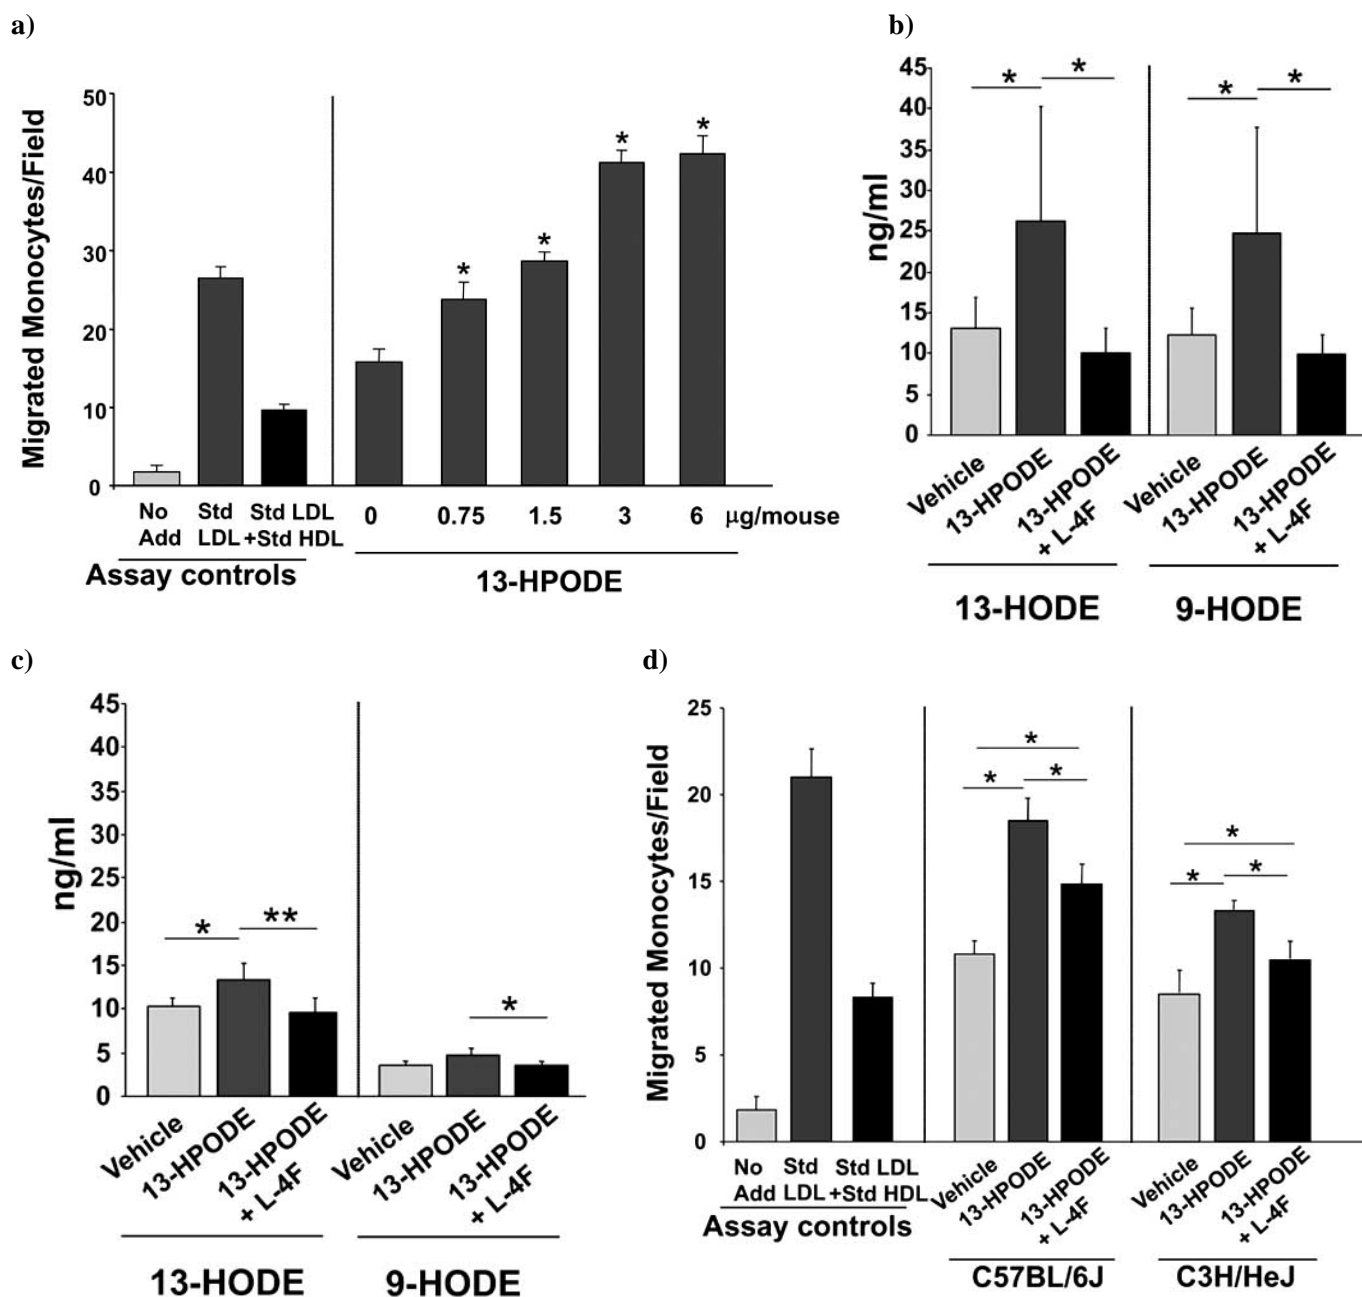 a)
Migrated Monocytes/Field
50
40
30
20
10
0
* * * *
No Add
Std LDL
Std LDL +Std HDL
0 0.75 1.5 3 6 µg/mouse
Assay controls
13-HPODE
b)
ng/ml
45
40
35
30
25
20
15
10
5
0
* * * *
Vehicle
13-HPODE
13-HPODE
+ L-4F
Vehicle
13-HPODE
13-HPODE
+ L-4F
13-HODE
9-HODE
c)
ng/ml
45
40
35
30
25
20
15
10
5
0
* ** *
Vehicle
13-HPODE
13-HPODE
+ L-4F
Vehicle
13-HPODE
13-HPODE
+ L-4F
13-HODE
9-HODE
d)
Migrated Monocytes/Field
25
20
15
10
5
0
* * * * * *
No Add
Std LDL
Std LDL +Std HDL
Vehicle
13-HPODE
13-HPODE
+ L-4F
Vehicle
13-HPODE
13-HPODE
+ L-4F
Assay controls
C57BL/6J
C3H/HeJ